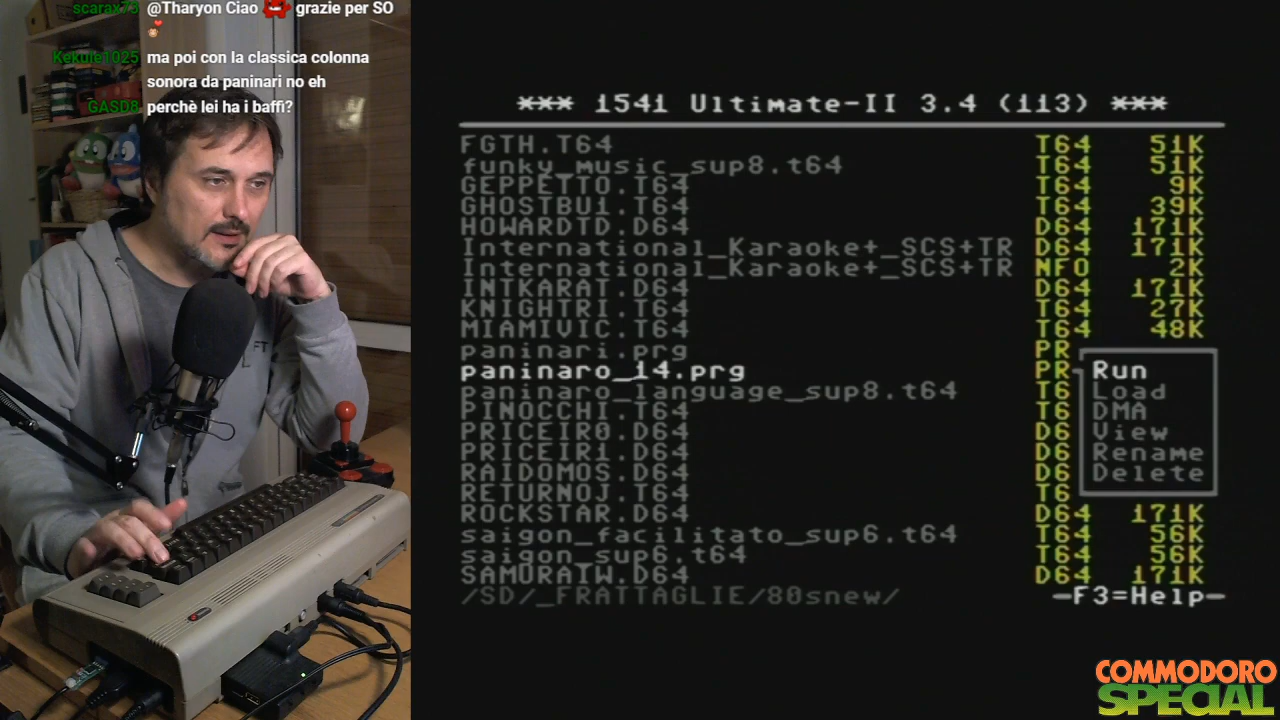 scarax73 @Tharyon Ciao grazie per SO
Kekule1025 ma poi con la classica colonna
sonora da paninari no eh
GASD8 perchè lei ha i baffi?
*** 1541 Ultimate-II 3.4 (113) ***
FGTH.T64 T64 51K
funky_music_sup8.t64 T64 51K
GEPPETTO.T64 T64 9K
GHOSTBU1.T64 T64 39K
HOWARDTD.D64 D64 171K
International_Karaoke+_SCS+TR D64 171K
International_Karaoke+_SCS+TR NFO 2K
INTKARAT.D64 D64 171K
KNIGHTRI.T64 T64 27K
MIAMIVIC.T64 T64 48K
paninari.prg PR
paninaro_14.prg PR Run
paninaro_language_sup8.t64 T6 Load
PINOCCHI.T64 T6 DMA
PRICEIR0.D64 D6 View
PRICEIR1.D64 D6 Rename
RAIDOMOS.D64 D6 Delete
RETURNOJ.T64 T6
ROCKSTAR.D64 D64 171K
saigon_facilitato_sup6.t64 T64 56K
saigon_sup6.t64 T64 56K
SAMURAIW.D64 D64 171K
/SD/_FRATTAGLIE/80snew/ F3=Help
COMMODORO
SPECIAL